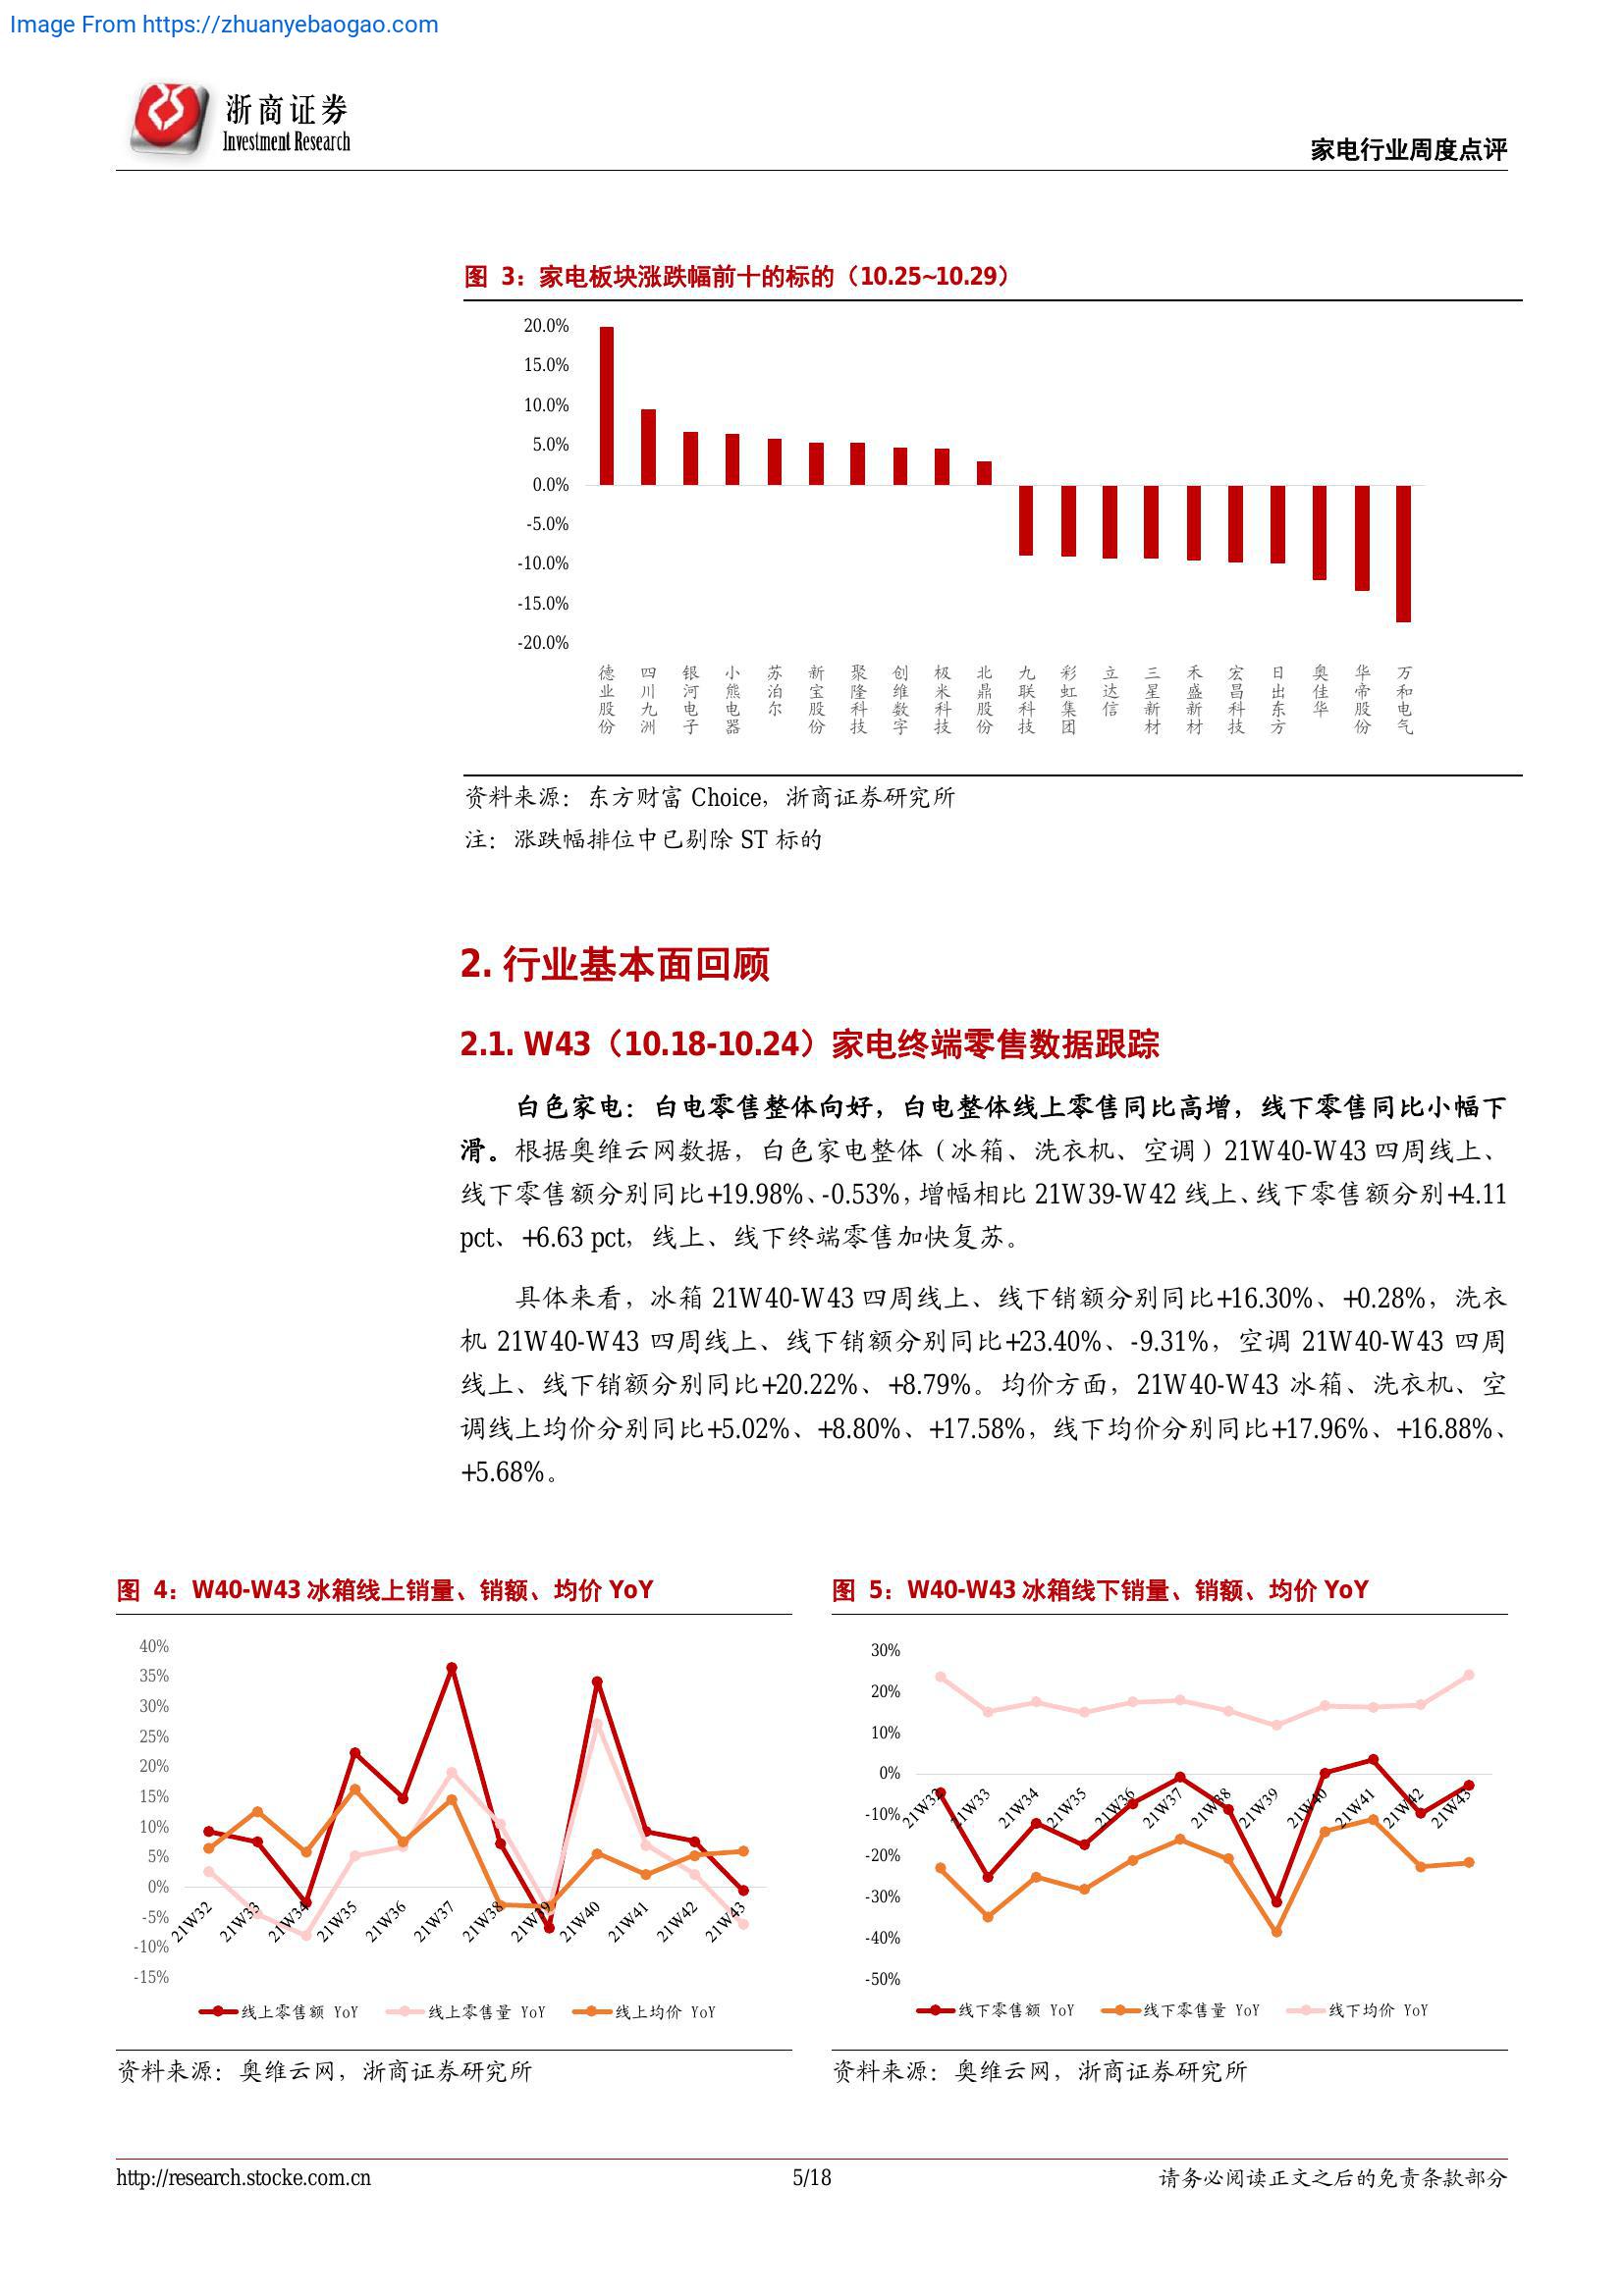 Image From https://zhuanyebaogao.com
浙商证券
Investment Research
家电行业周度点评
图 3：家电板块涨跌幅前十的标的（10.25~10.29）
20.0%
15.0%
10.0%
5.0%
0.0%
-5.0%
-10.0%
-15.0%
-20.0%
德业股份
四川九洲
银河电子
小熊电器
苏泊尔
新宝股份
聚隆科技
创维数字
极米科技
北鼎股份
九联科技
彩虹集团
立达信
三星新材
禾盛新材
宏昌科技
日出东方
奥佳华
华帝股份
万和电气
资料来源：东方财富 Choice，浙商证券研究所
注：涨跌幅排位中已剔除 ST 标的
2. 行业基本面回顾
2.1. W43（10.18-10.24）家电终端零售数据跟踪
白色家电：白电零售整体向好，白电整体线上零售同比高增，线下零售同比小幅下
滑。根据奥维云网数据，白色家电整体（冰箱、洗衣机、空调）21W40-W43 四周线上、
线下零售额分别同比+19.98%、-0.53%，增幅相比 21W39-W42 线上、线下零售额分别+4.11
pct、+6.63 pct，线上、线下终端零售加快复苏。
具体来看，冰箱 21W40-W43 四周线上、线下销额分别同比+16.30%、+0.28%，洗衣
机 21W40-W43 四周线上、线下销额分别同比+23.40%、-9.31%，空调 21W40-W43 四周
线上、线下销额分别同比+20.22%、+8.79%。均价方面，21W40-W43 冰箱、洗衣机、空
调线上均价分别同比+5.02%、+8.80%、+17.58%，线下均价分别同比+17.96%、+16.88%、
+5.68%。
图 4：W40-W43 冰箱线上销量、销额、均价 YoY
40%
35%
30%
25%
20%
15%
10%
5%
0%
-5%
-10%
-15%
21W32
21W33
21W34
21W35
21W36
21W37
21W38
21W39
21W40
21W41
21W42
21W43
线上零售额 YoY
线上零售量 YoY
线上均价 YoY
资料来源：奥维云网，浙商证券研究所
图 5：W40-W43 冰箱线下销量、销额、均价 YoY
30%
20%
10%
0%
-10%
-20%
-30%
-40%
-50%
21W32
21W33
21W34
21W35
21W36
21W37
21W38
21W39
21W40
21W41
21W42
21W43
线下零售额 YoY
线下零售量 YoY
线下均价 YoY
资料来源：奥维云网，浙商证券研究所
http://research.stocke.com.cn
5/18
请务必阅读正文之后的免责条款部分